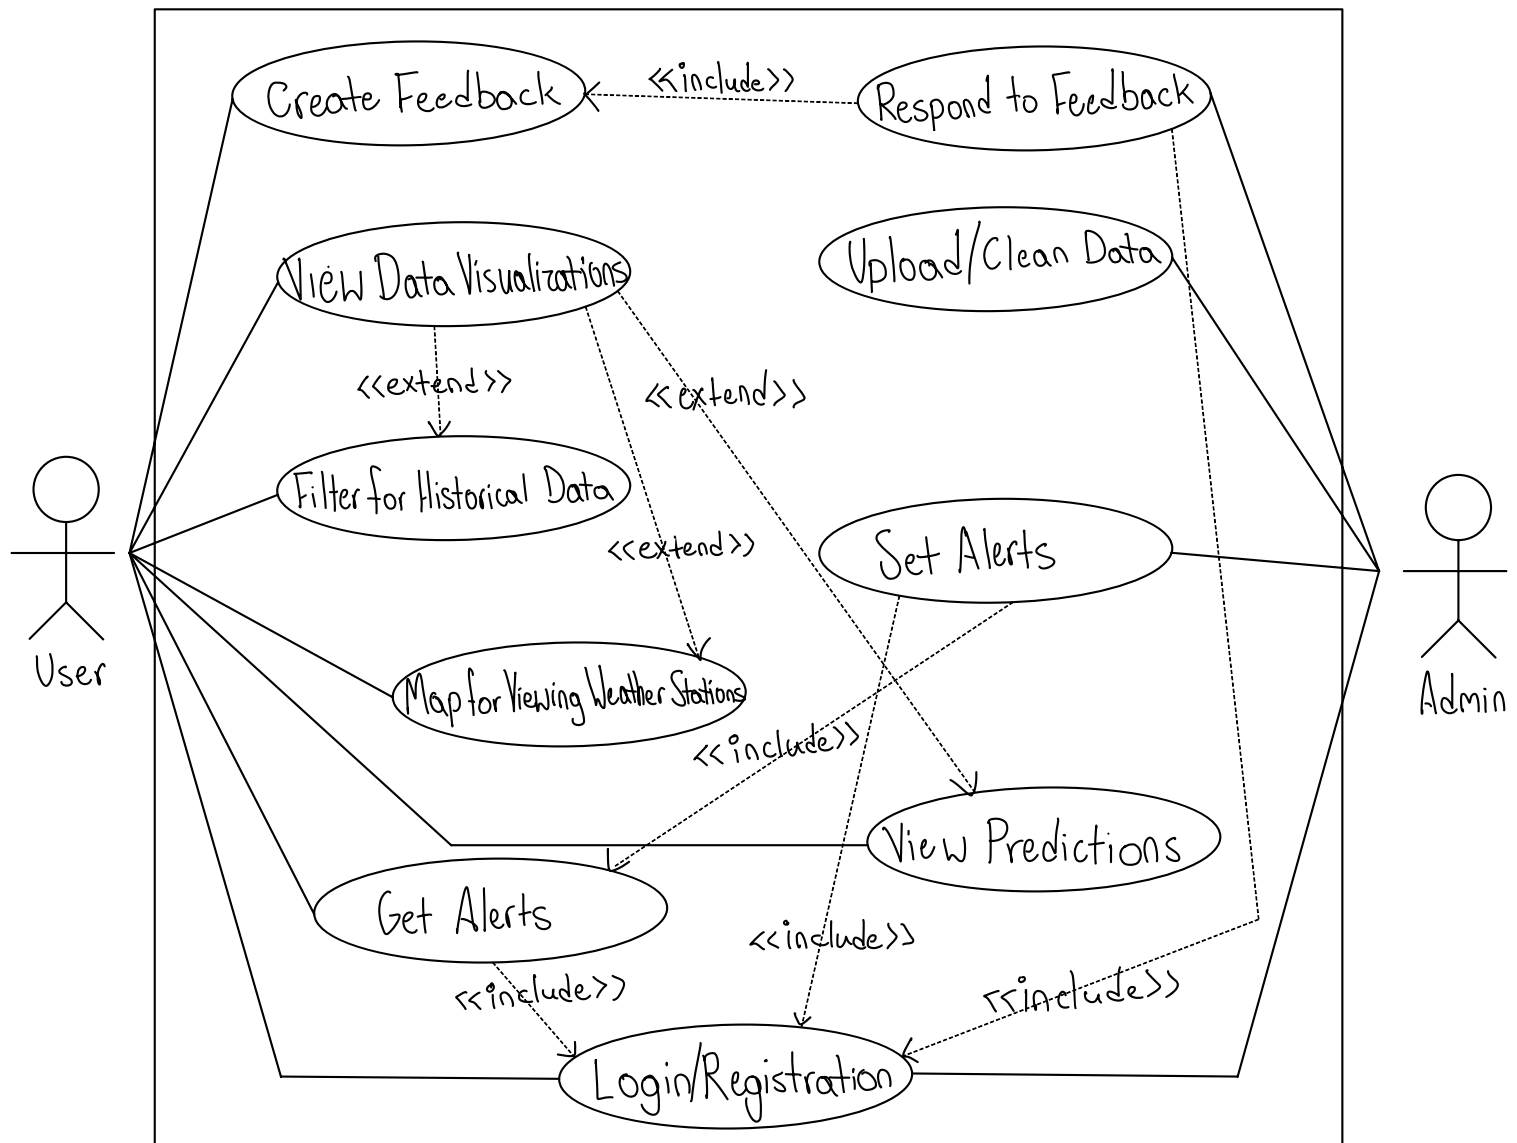 Create Feedback
<<include>>
Respond to Feedback
View Data Visualizations
Upload/Clean Data
<<extend>>
<<extend>>
Filter for Historical Data
<<extend>>
Set Alerts
User
Map for Viewing Weather Stations
Admin
<<include>>
View Predictions
Get Alerts
<<include>>
<<include>>
<<include>>
Login/Registration